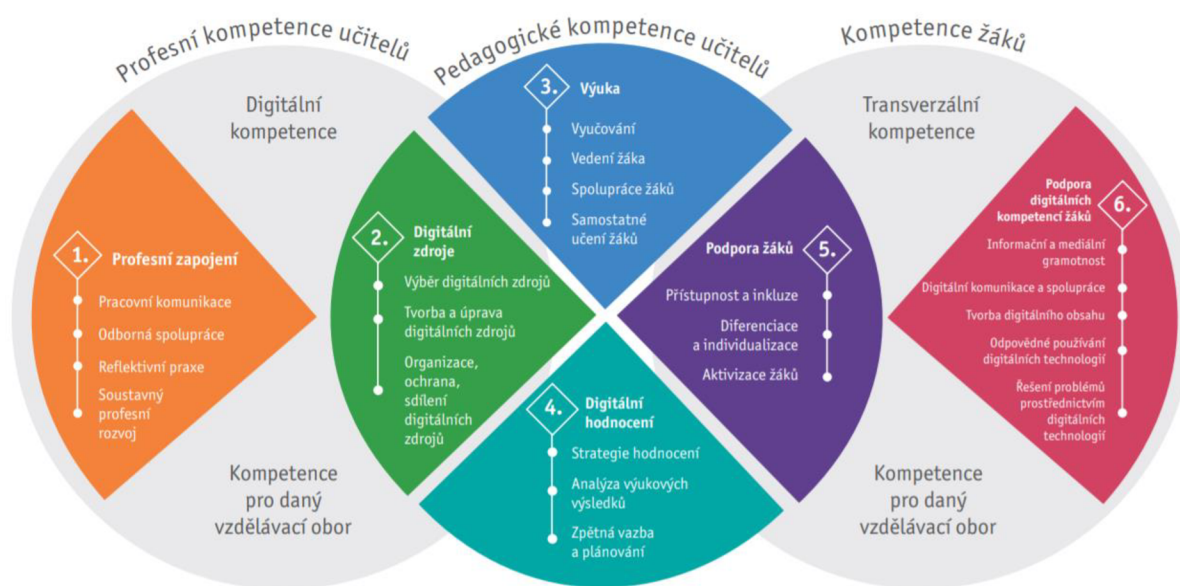 Profesní kompetence učitelů
Pedagogické kompetence učitelů
Kompetence žáků
Digitální
kompetence
Transverzální
kompetence
1.
Profesní zapojení
Pracovní komunikace
Odborná spolupráce
Reflektivní praxe
Soustavný
profesní
rozvoj
2.
Digitální
zdroje
Výběr digitálních zdrojů
Tvorba a úprava
digitálních zdrojů
Organizace,
ochrana,
sdílení
digitálních
zdrojů
3.
Výuka
Vyučování
Vedení žáka
Spolupráce žáků
Samostatné
učení žáků
4.
Digitální
hodnocení
Strategie hodnocení
Analýza výukových
výsledků
Zpětná vazba
a plánování
5.
Podpora žáků
Přístupnost a inkluze
Diferenciace
a individualizace
Aktivizace žáků
6.
Podpora
digitálních
kompetencí žáků
Informační a mediální
gramotnost
Digitální komunikace a spolupráce
Tvorba digitálního obsahu
Odpovědné používání
digitálních technologií
Řešení problémů
prostřednictvím
digitálních
technologií
Kompetence
pro daný
vzdělávací obor
Kompetence
pro daný
vzdělávací obor